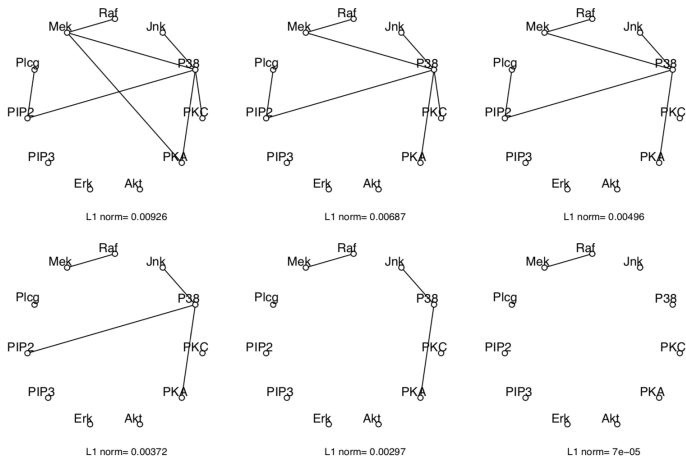 Raf
Mek
Jnk
Plcg
P38
PIP2
PKC
PIP3
PKA
Erk
Akt
L1 norm= 0.00926
Raf
Mek
Jnk
Plcg
P38
PIP2
PKC
PIP3
PKA
Erk
Akt
L1 norm= 0.00687
Raf
Mek
Jnk
Plcg
P38
PIP2
PKC
PIP3
PKA
Erk
Akt
L1 norm= 0.00496
Raf
Mek
Jnk
Plcg
P38
PIP2
PKC
PIP3
PKA
Erk
Akt
L1 norm= 0.00372
Raf
Mek
Jnk
Plcg
P38
PIP2
PKC
PIP3
PKA
Erk
Akt
L1 norm= 0.00297
Raf
Mek
Jnk
Plcg
P38
PIP2
PKC
PIP3
PKA
Erk
Akt
L1 norm= 7e−05